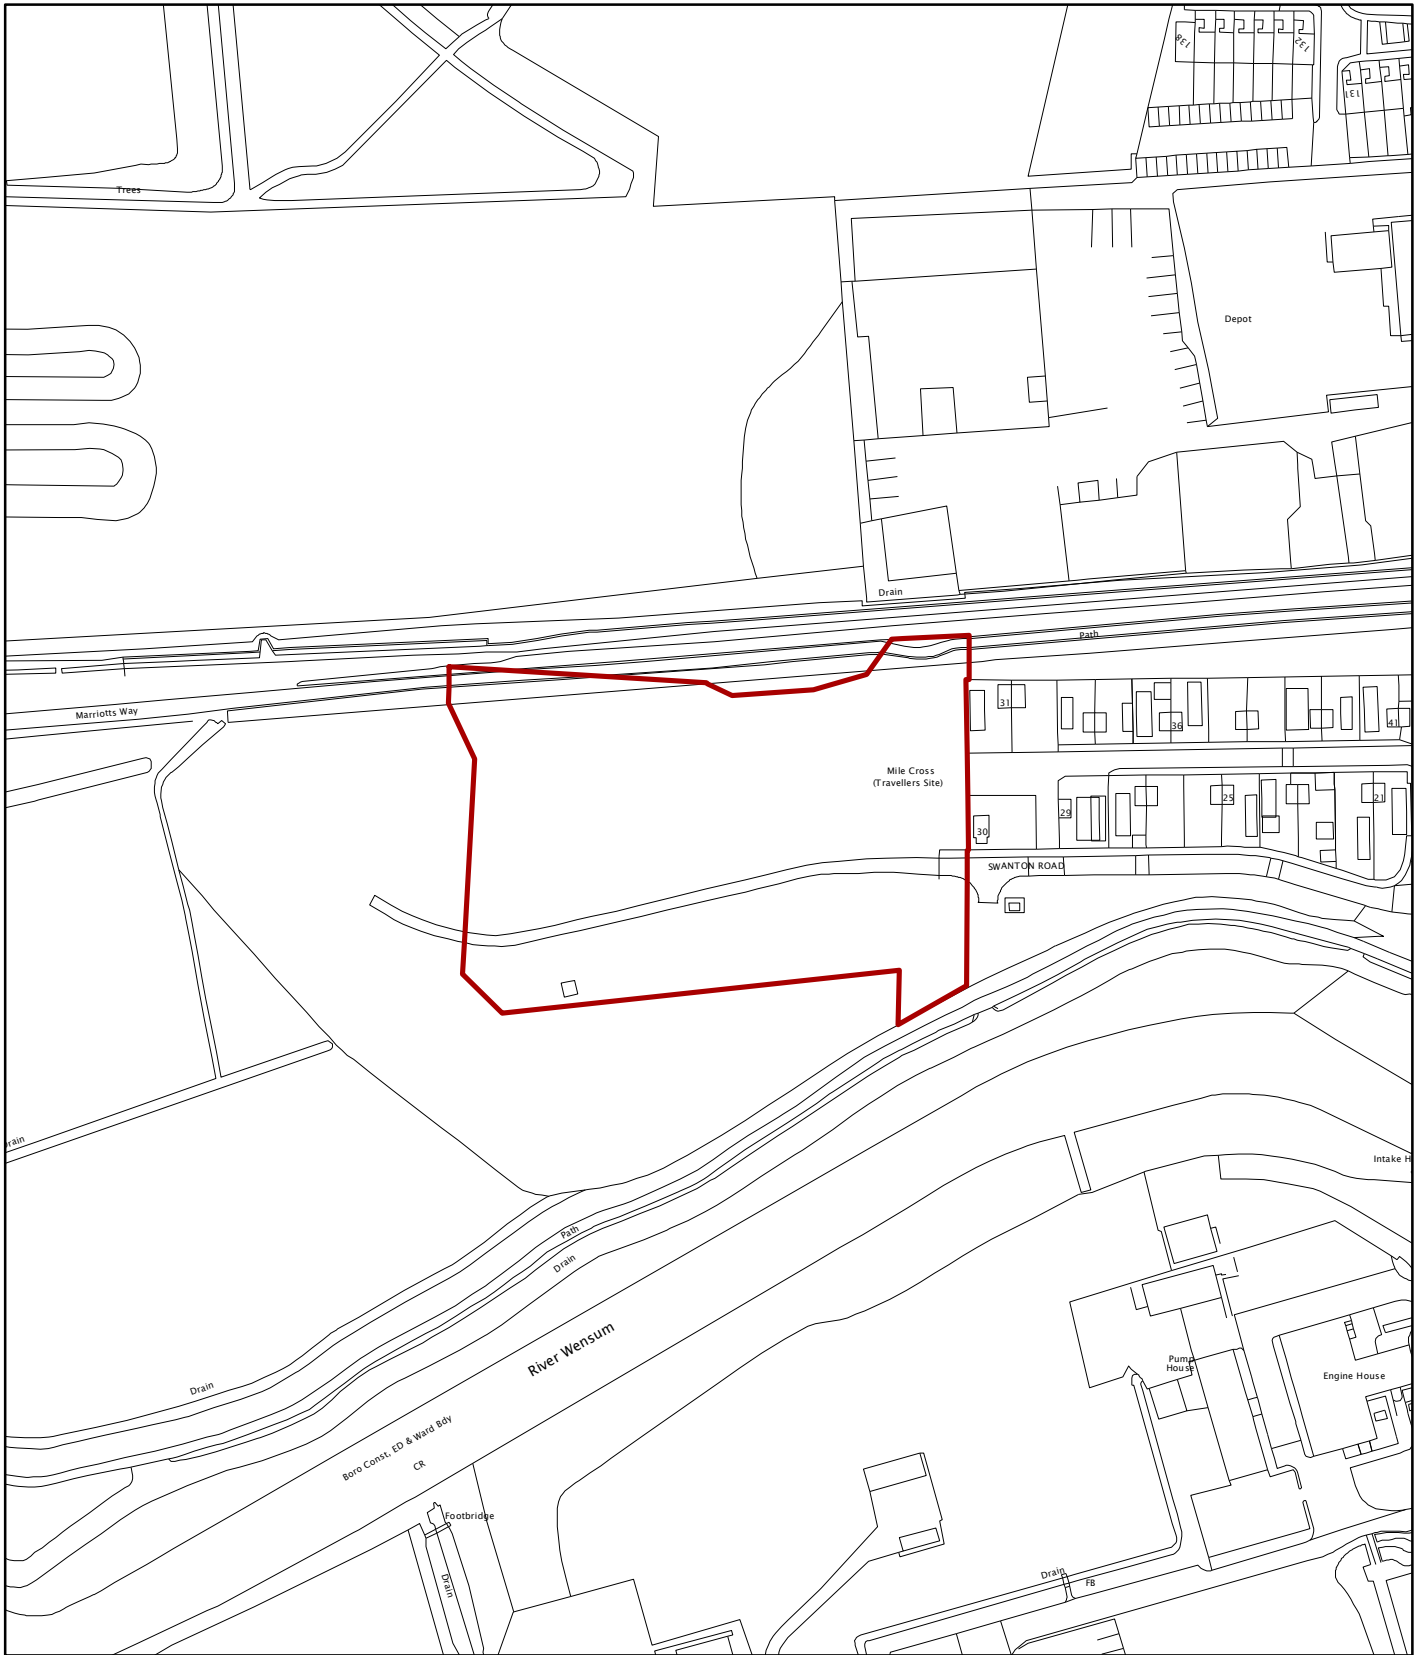 138
132
131
Trees
Depot
Drain
Path
Marriotts Way
31
36
41
Mile Cross
(Travellers Site)
29
25
21
30
SWANTON ROAD
Intake H
Path
Drain
River Wensum
Pump
House
Engine House
Drain
Boro Const, ED & Ward Bdy
CR
Footbridge
Drain
Drain
FB